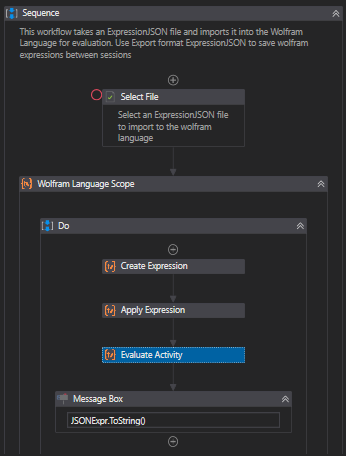 Sequence
This workflow takes an ExpressionJSON file and imports it into the Wolfram
Language for evaluation. Use Export format ExpressionJSON to save wolfram
expressions between sessions
Select File
Select an ExpressionJSON file
to import to the wolfram
language
Wolfram Language Scope
Do
Create Expression
Apply Expression
Evaluate Activity
Message Box
JSONExpr.ToString()